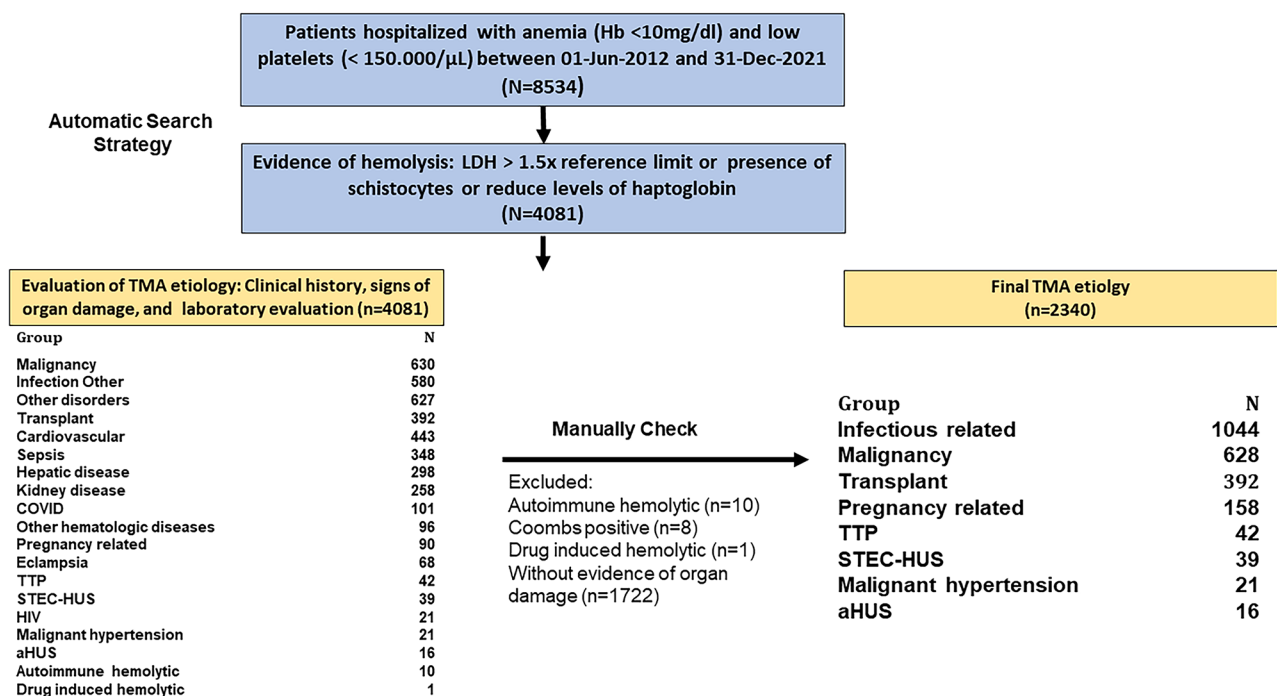 Patients hospitalized with anemia (Hb <10mg/dl) and low
platelets (< 150.000/µL) between 01-Jun-2012 and 31-Dec-2021
(N=8534)
Automatic Search
Strategy
Evidence of hemolysis: LDH > 1.5x reference limit or presence of
schistocytes or reduce levels of haptoglobin
(N=4081)
Evaluation of TMA etiology: Clinical history, signs of
organ damage, and laboratory evaluation (n=4081)
Group N
Malignancy 630
Infection Other 580
Other disorders 627
Transplant 392
Cardiovascular 443
Sepsis 348
Hepatic disease 298
Kidney disease 258
COVID 101
Other hematologic diseases 96
Pregnancy related 90
Eclampsia 68
TTP 42
STEC-HUS 39
HIV 21
Malignant hypertension 21
aHUS 16
Autoimmune hemolytic 10
Drug induced hemolytic 1
Manually Check
Excluded:
Autoimmune hemolytic (n=10)
Coombs positive (n=8)
Drug induced hemolytic (n=1)
Without evidence of organ
damage (n=1722)
Final TMA etiolgy
(n=2340)
Group N
Infectious related 1044
Malignancy 628
Transplant 392
Pregnancy related 158
TTP 42
STEC-HUS 39
Malignant hypertension 21
aHUS 16